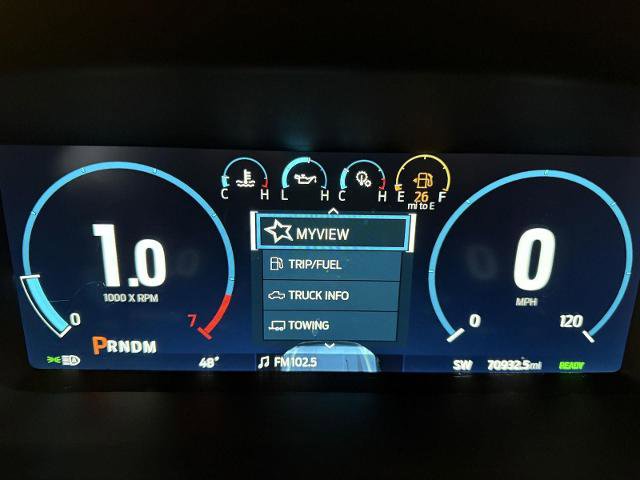 C H L H C H E 26 F
mi to E
MYVIEW
TRIP/FUEL
TRUCK INFO
TOWING
1.0
1000 X RPM
0 7
PRNDM
0
MPH
0 120
A 48° FM102.5 SW 70932.5mi READY